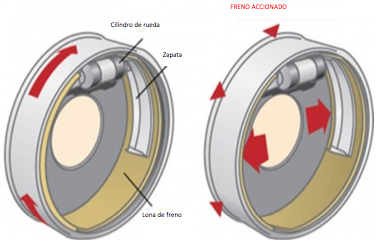 FRENO ACCIONADO
Cilindro de rueda
Zapata
Lona de freno